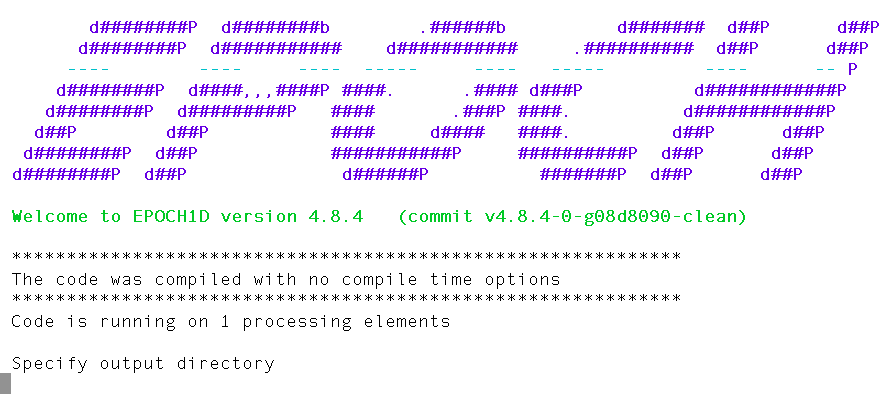 d########P  d########b        .######b          d#######  d##P      d##P
d########P  d###########    d###########     .##########  d##P      d##P
----        ----     ----  -----     ----   -----         ----      -- P
d########P  d####,,,####P ####.      .#### d###P          d############P
d########P  d#########P   ####       .###P ####.          d############P
d##P        d##P           ####     d####   ####.         d##P      d##P
d########P  d##P            ###########P     ##########P  d##P      d##P
d########P  d##P              d######P          #######P  d##P      d##P
Welcome to EPOCH1D version 4.8.4   (commit v4.8.4-0-g08d8090-clean)
*************************************************************
The code was compiled with no compile time options
*************************************************************
Code is running on 1 processing elements
Specify output directory